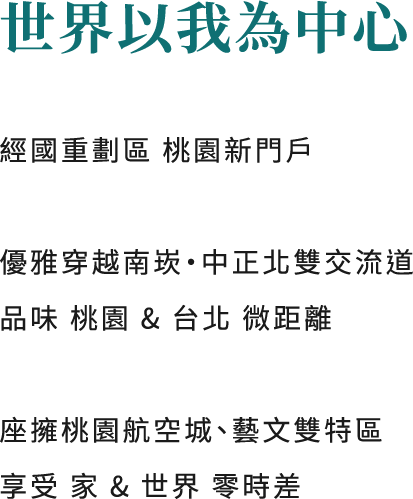 世界以我為中心
經國重劃區 桃園新門戶
優雅穿越南崁•中正北雙交流道
品味 桃園 & 台北 微距離
座擁桃園航空城、藝文雙特區
享受 家 & 世界 零時差